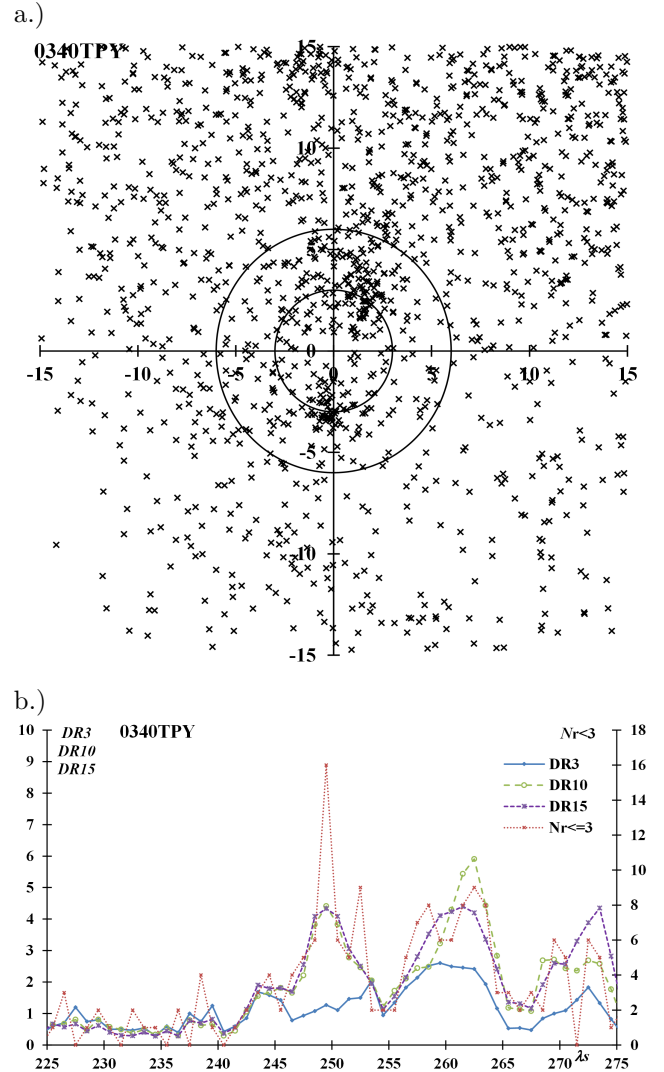 a.)
0340TPY
15
10
5
0
-15 -10 -5 0 5 10 15
-5
-10
-15
b.)
DR3 0340TPY Nr<3
DR10
DR15
10 18
9 16
8 14
7 12
6 10
5 8
4 6
3 4
2 2
1 0
0
DR3
DR10
DR15
Nr<=3
225 230 235 240 245 250 255 260 265 270 275
λs